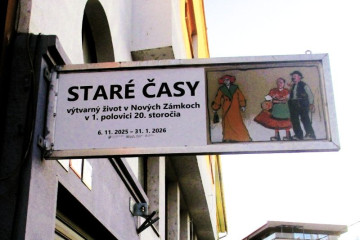 STARÉ ČASY
výtvarný život v Nových Zámkoch
v 1. polovici 20. storočia
6. 11. 2025 – 31. 1. 2026